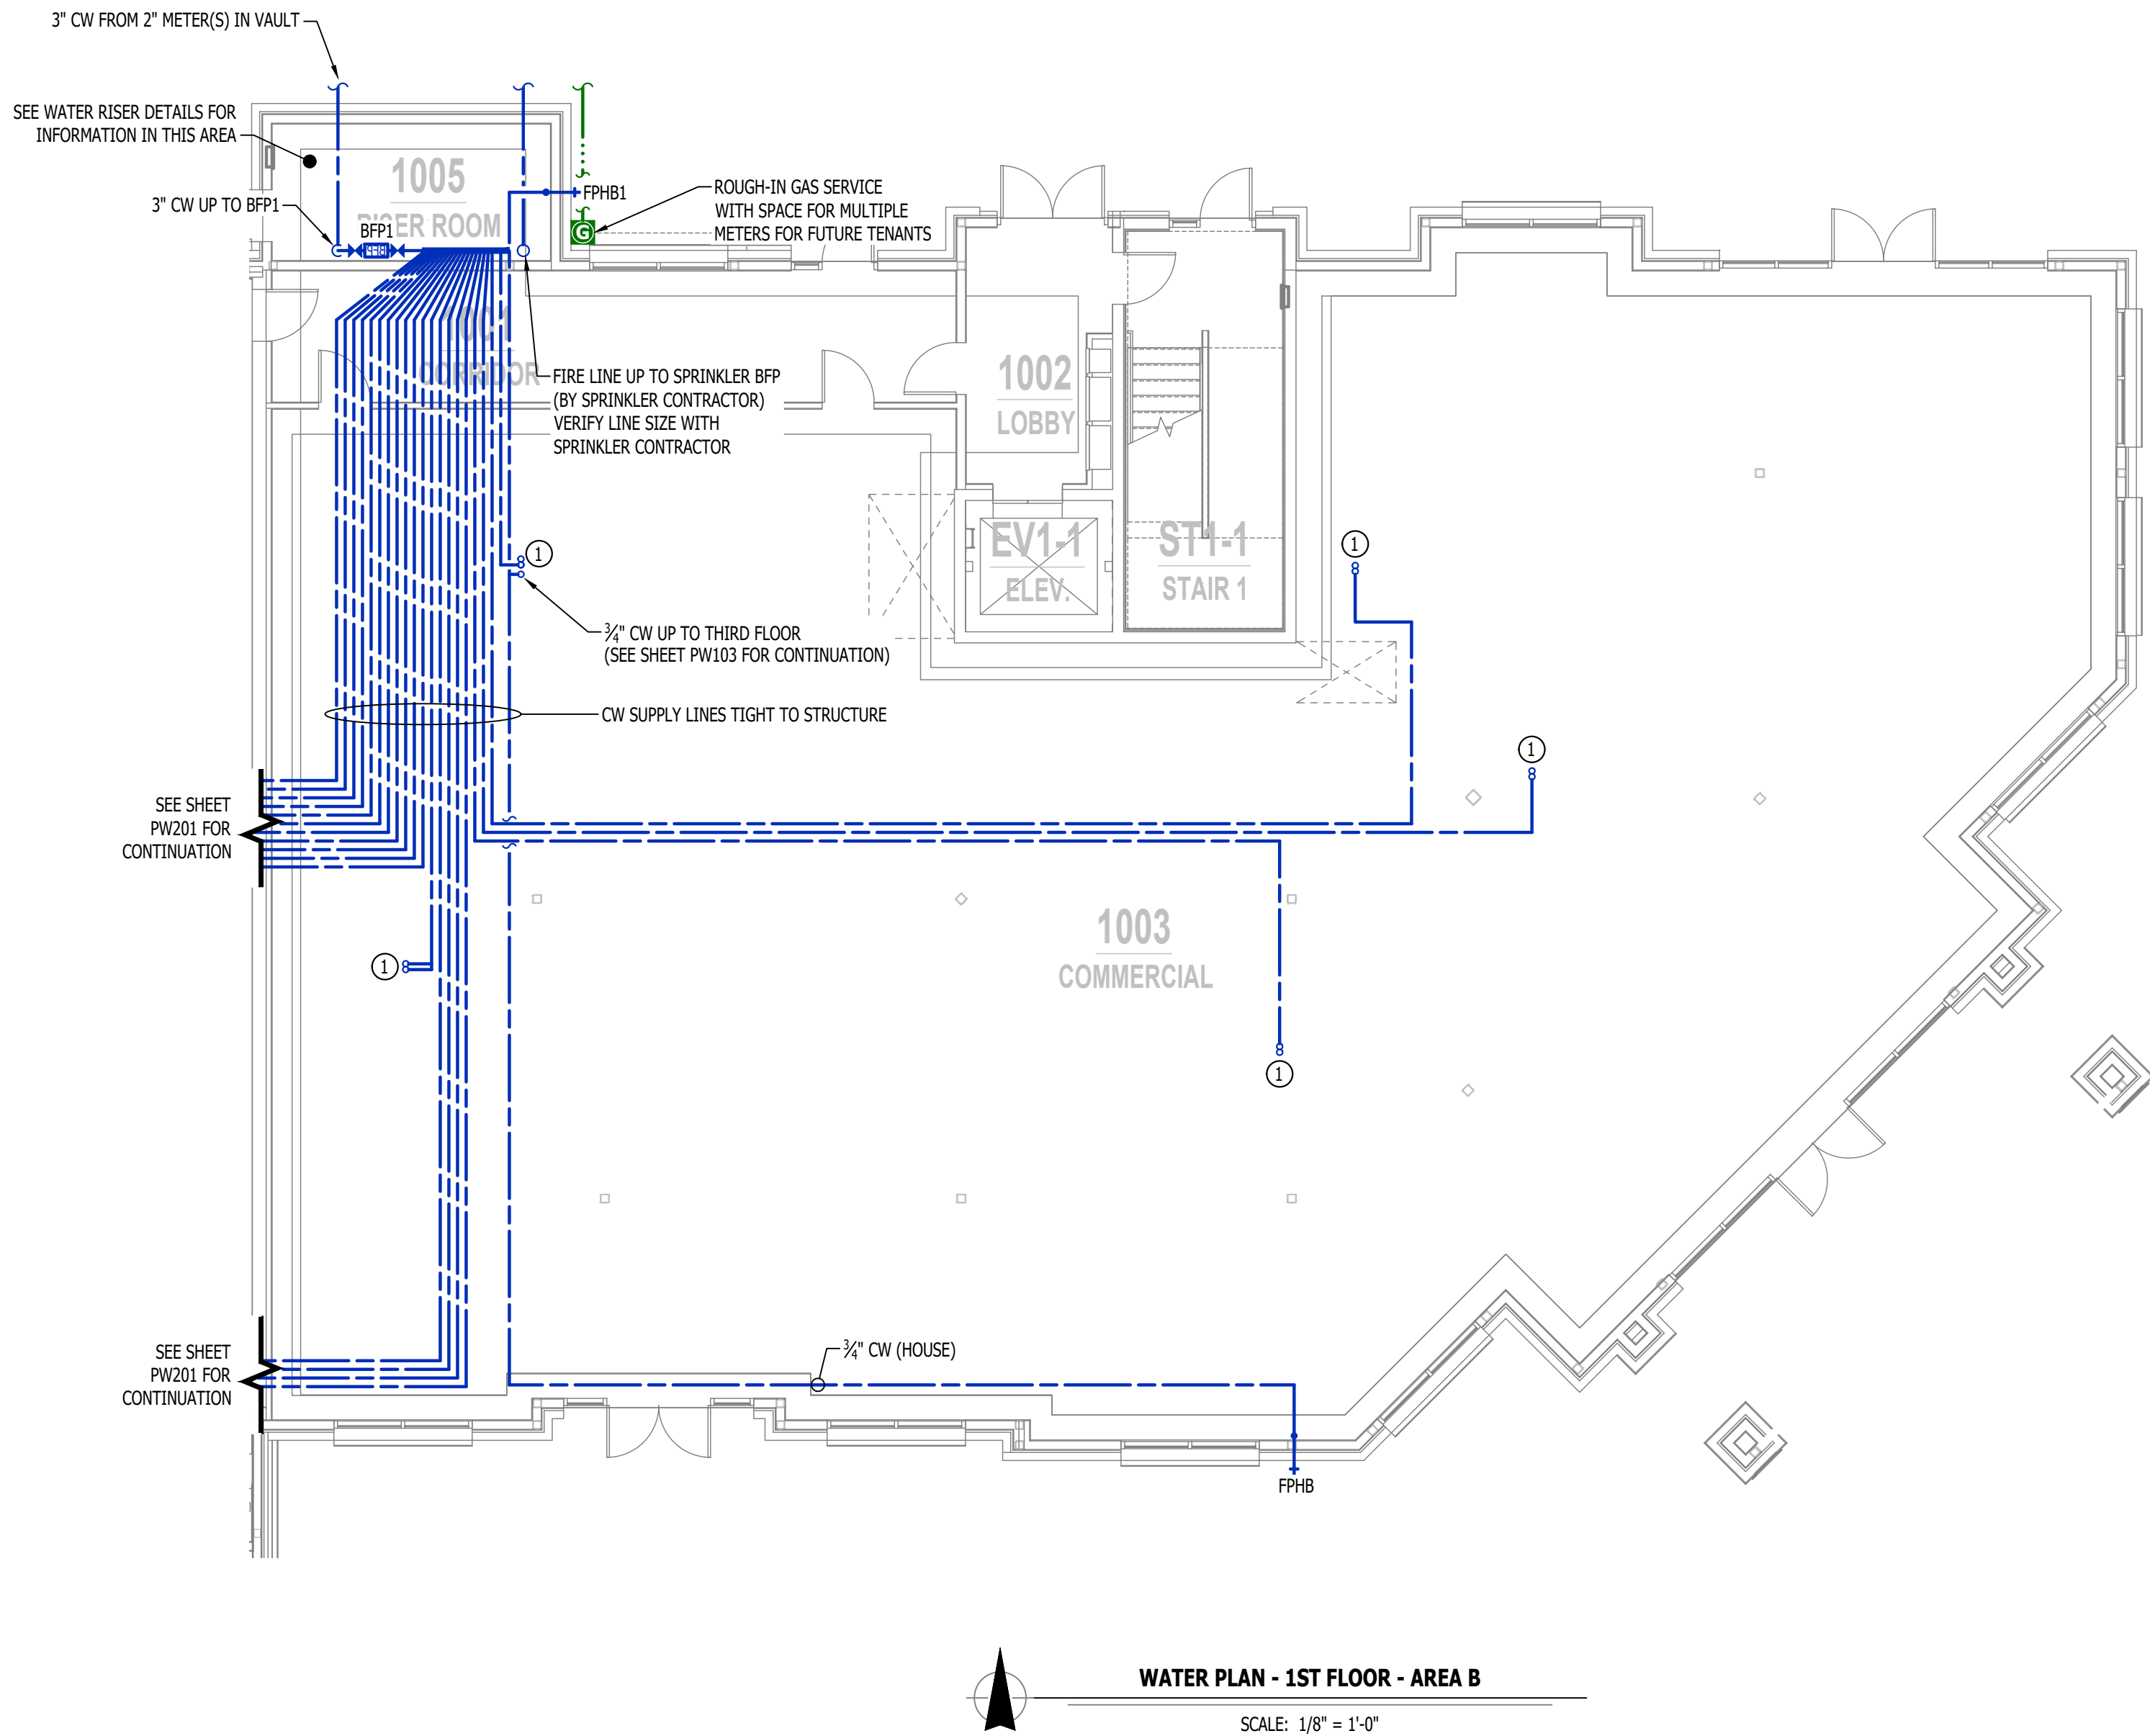 3" CW FROM 2" METER(S) IN VAULT
SEE WATER RISER DETAILS FOR
INFORMATION IN THIS AREA
1005
RISER ROOM
3" CW UP TO BFP1
BFP1
BFP
FPHB1
G
ROUGH-IN GAS SERVICE
WITH SPACE FOR MULTIPLE
METERS FOR FUTURE TENANTS
1001
CORRIDOR
FIRE LINE UP TO SPRINKLER BFP
(BY SPRINKLER CONTRACTOR)
VERIFY LINE SIZE WITH
SPRINKLER CONTRACTOR
1002
LOBBY
EV1-1
ELEV.
ST1-1
STAIR 1
1
1
¾" CW UP TO THIRD FLOOR
(SEE SHEET PW103 FOR CONTINUATION)
CW SUPPLY LINES TIGHT TO STRUCTURE
1
SEE SHEET
PW201 FOR
CONTINUATION
1003
COMMERCIAL
1
1
SEE SHEET
PW201 FOR
CONTINUATION
¾" CW (HOUSE)
FPHB
WATER PLAN - 1ST FLOOR - AREA B
SCALE: 1/8" = 1'-0"